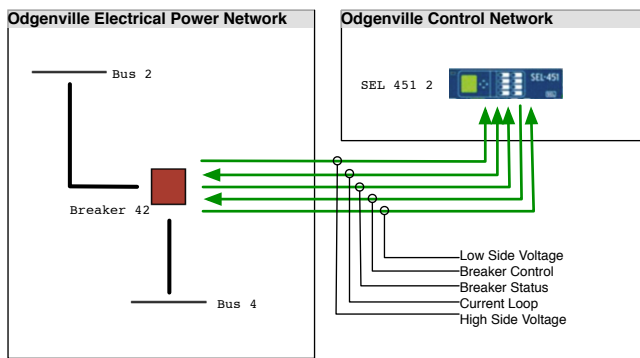 Odgenville Electrical Power Network
Odgenville Control Network
Bus 2
SEL 451 2
SEL-451
Breaker 42
Bus 4
Low Side Voltage
Breaker Control
Breaker Status
Current Loop
High Side Voltage